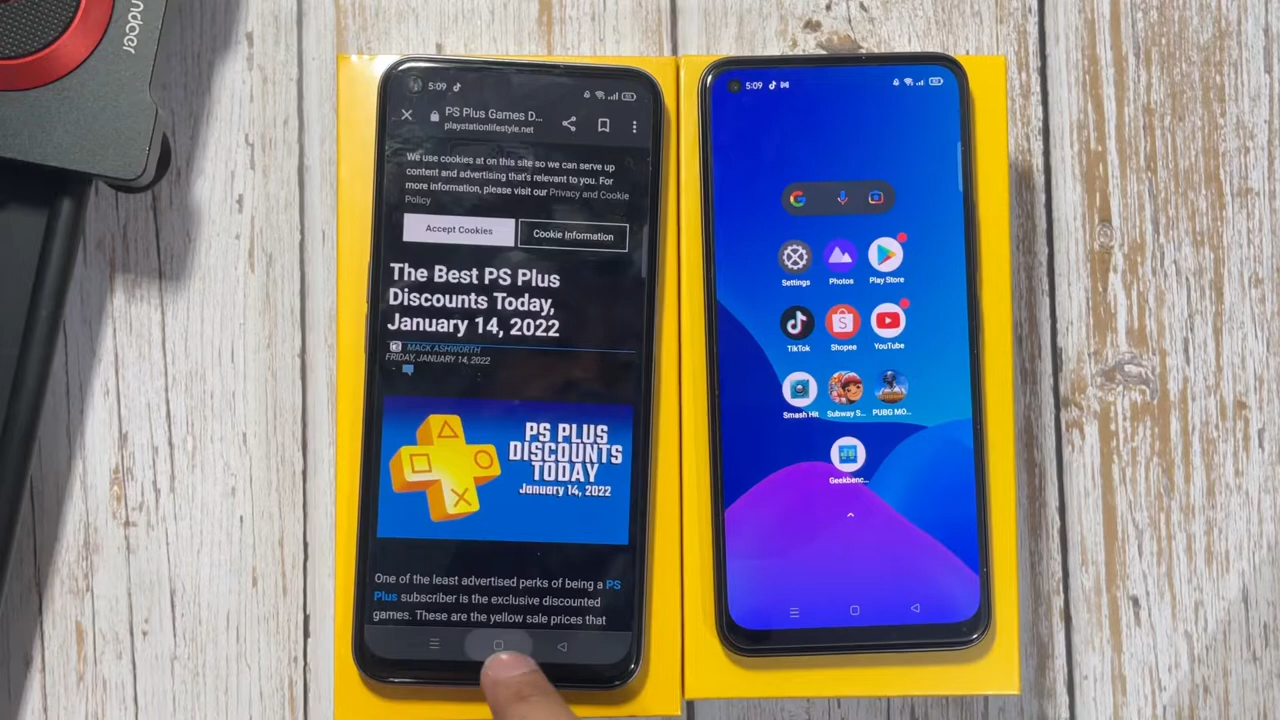 ndoer
5:09
PS Plus Games D...
playstationlifestyle.net
We use cookies at on this site so we can serve up
content and advertising that's relevant to you. For
more information, please visit our Privacy and Cookie
Policy
Accept Cookies
Cookie Information
The Best PS Plus
Discounts Today,
January 14, 2022
MACK ASHWORTH
FRIDAY, JANUARY 14, 2022
PS PLUS
DISCOUNTS
TODAY
January 14, 2022
One of the least advertised perks of being a PS
Plus subscriber is the exclusive discounted
games. These are the yellow sale prices that
5:09
Settings
Photos
Play Store
TikTok
Shopee
YouTube
Smash Hit
Subway S...
PUBG MO...
Geekbenc...